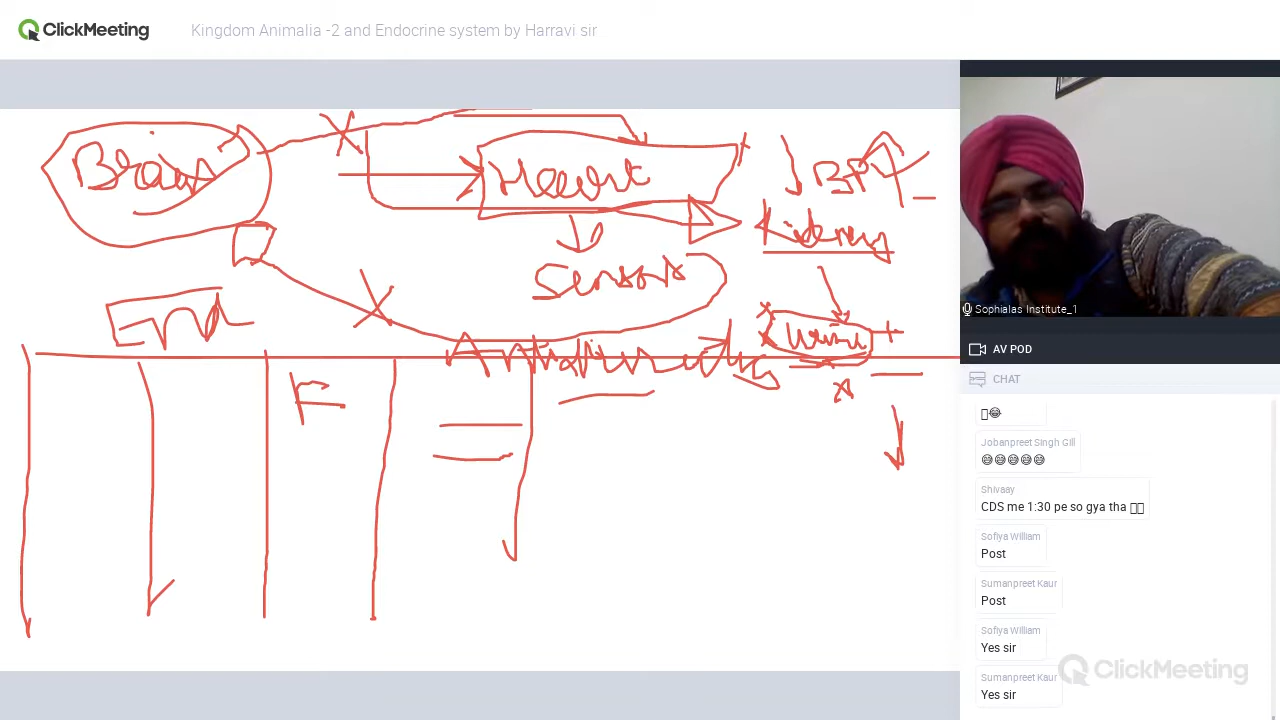 ClickMeeting
Kingdom Animalia -2 and Endocrine system by Harravi sir
Brain
Heart
BP
Kidney
Sensors
End
Urine
Sophialas Institute_1
AV POD
CHAT
Jobanpreet Singh Gill
😅😅😅😅😅
Shivaay
CDS me 1:30 pe so gya tha
Sofiya William
Post
Sumanpreet Kaur
Post
Sofiya William
Yes sir
Sumanpreet Kaur
Yes sir
ClickMeeting